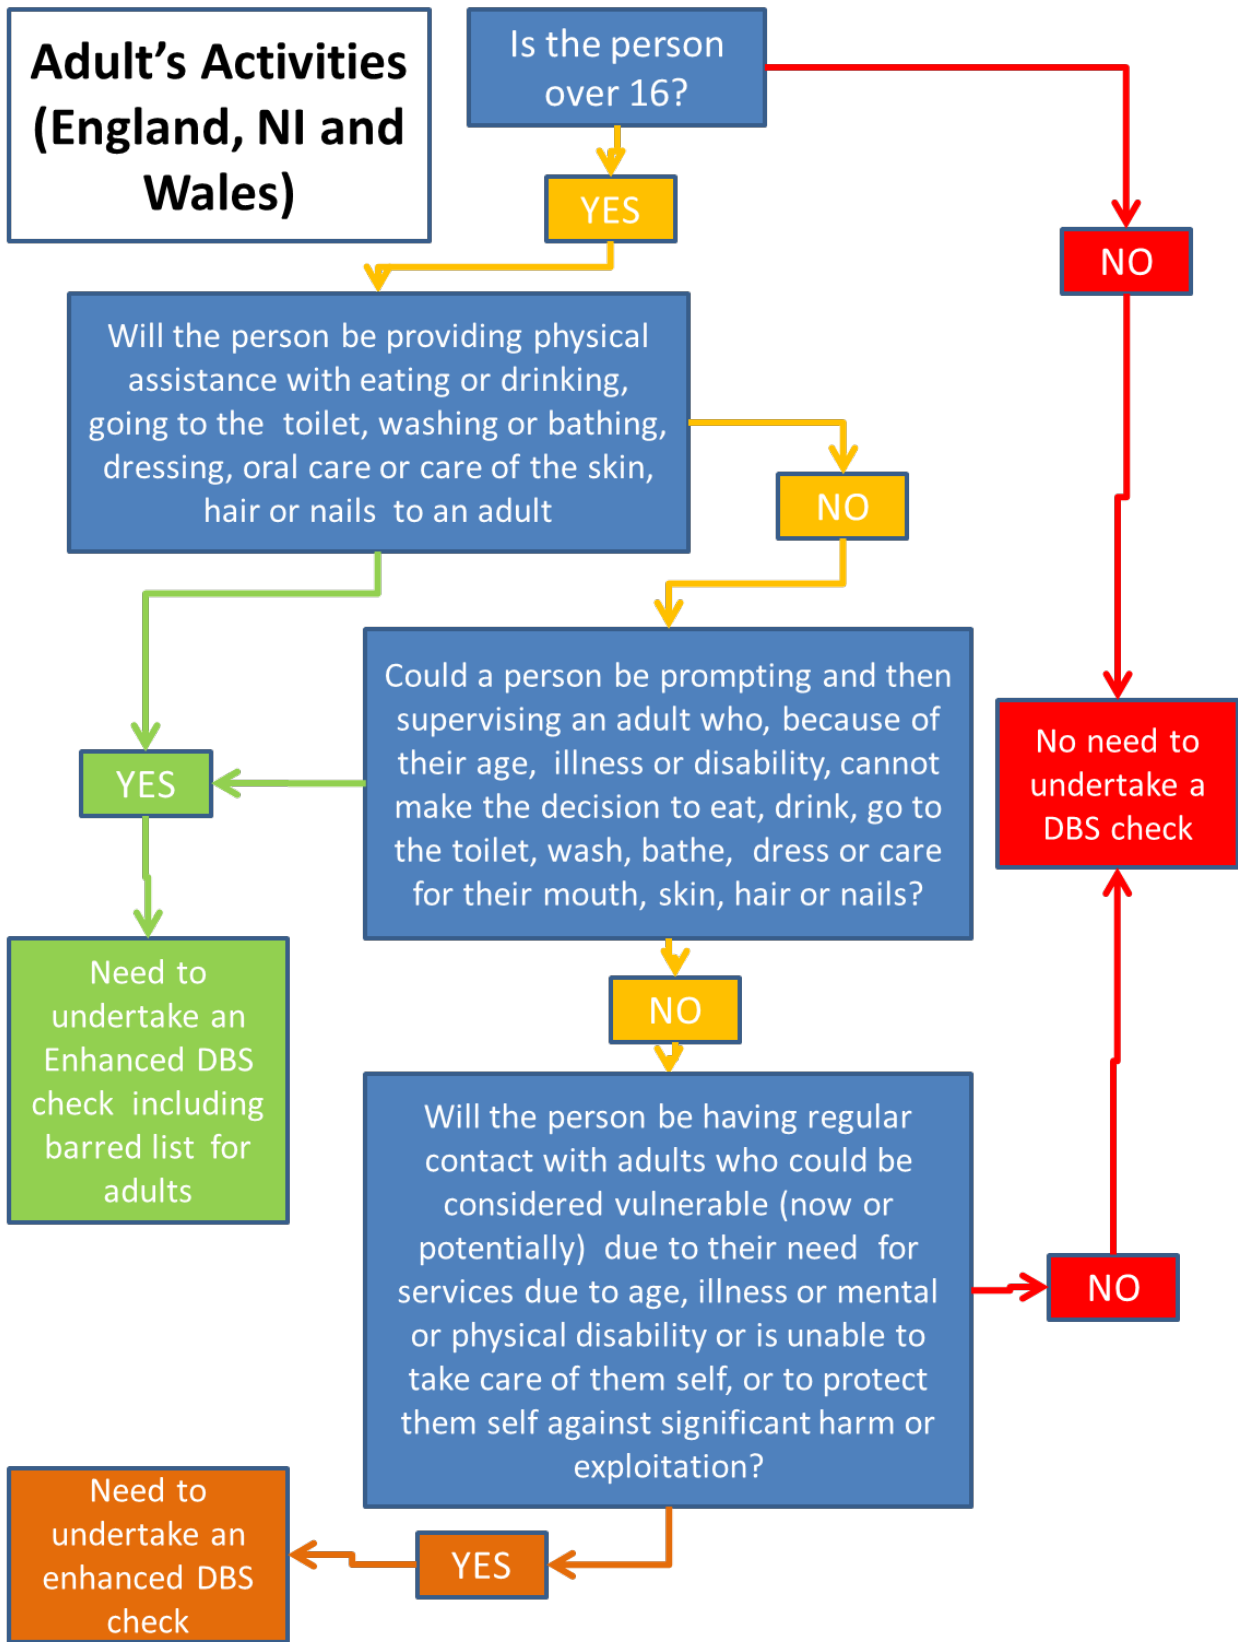 Adult’s Activities
(England, NI and
Wales)
Is the person
over 16?
YES
NO
Will the person be providing physical
assistance with eating or drinking,
going to the toilet, washing or bathing,
dressing, oral care or care of the skin,
hair or nails to an adult
NO
Could a person be prompting and then
supervising an adult who, because of
their age, illness or disability, cannot
make the decision to eat, drink, go to
the toilet, wash, bathe, dress or care
for their mouth, skin, hair or nails?
YES
No need to
undertake a
DBS check
Need to
undertake an
Enhanced DBS
check including
barred list for
adults
NO
Will the person be having regular
contact with adults who could be
considered vulnerable (now or
potentially) due to their need for
services due to age, illness or mental
or physical disability or is unable to
take care of them self, or to protect
them self against significant harm or
exploitation?
NO
YES
Need to
undertake an
enhanced DBS
check